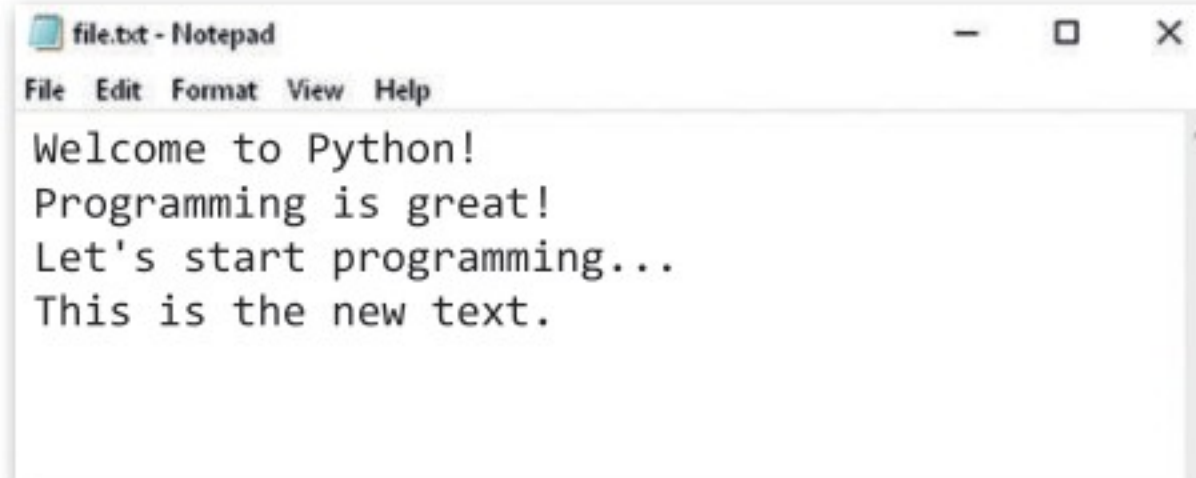 file.txt - Notepad
File Edit Format View Help
Welcome to Python!
Programming is great!
Let's start programming...
This is the new text.